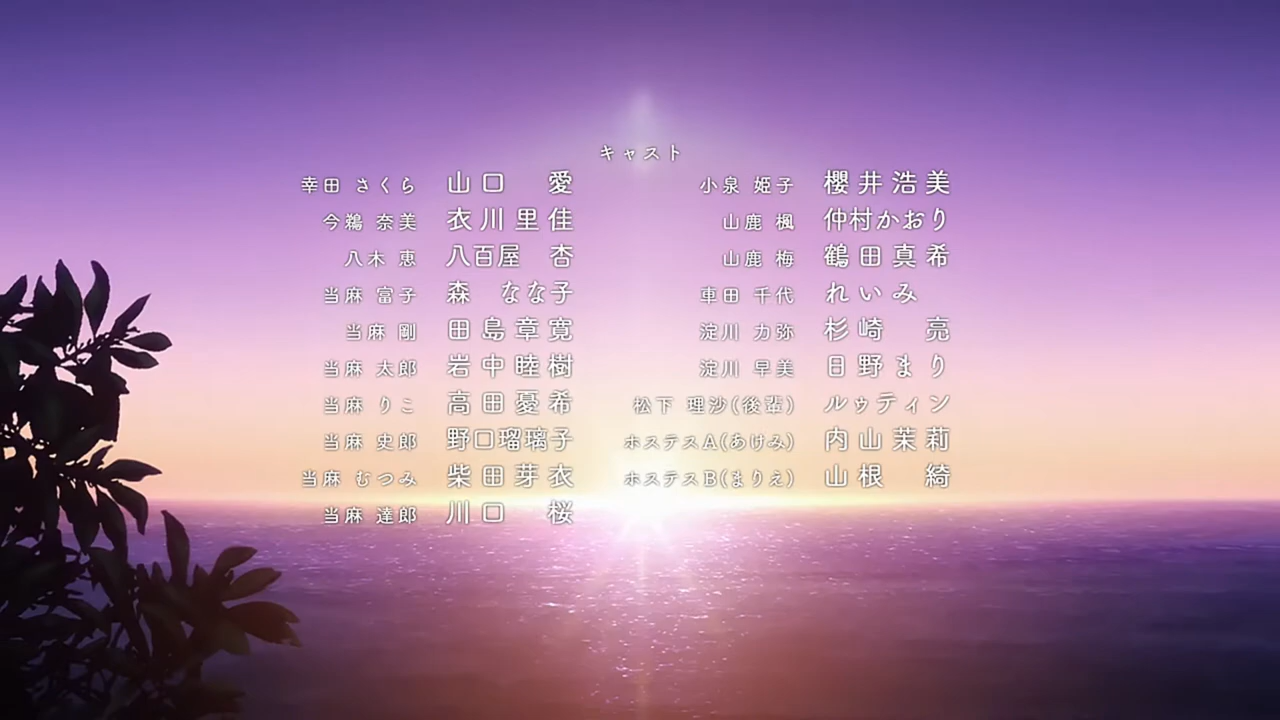 キャスト
幸田 さくら 山口 愛
今鵜 奈美 衣川里佳
八木 恵 八百屋 杏
当麻 富子 森 なな子
当麻 剛 田島章寛
当麻 太郎 岩中睦樹
当麻 りこ 高田憂希
当麻 史郎 野口瑠璃子
当麻 むつみ 柴田芽衣
当麻 達郎 川口 桜
小泉 姫子 櫻井浩美
山鹿 楓 仲村かおり
山鹿 梅 鶴田真希
車田 千代 れいみ
淀川 力弥 杉崎 亮
淀川 早美 日野まり
松下 理沙(後輩) ルゥティン
ホステスA(あけみ) 内山茉莉
ホステスB(まりえ) 山根 綺